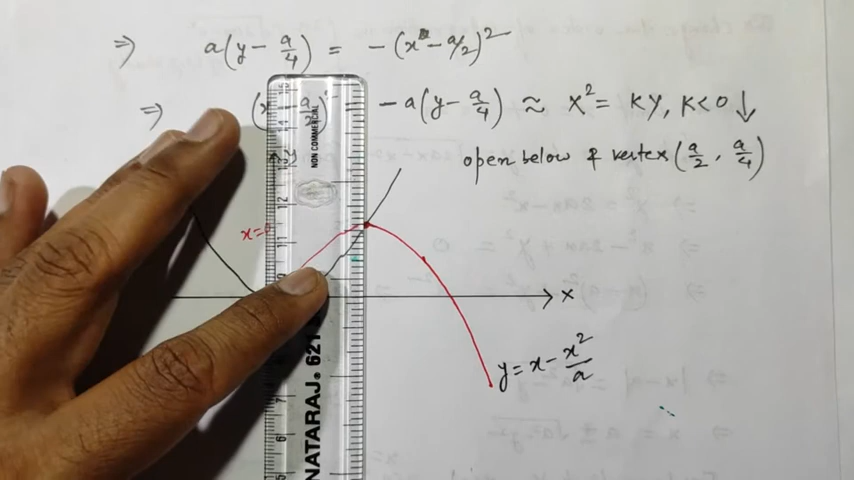 ⇒ a(y - a/4) = -(x - a/2)²
⇒ - a(y - a/4) ≈ X² = KY, K<0 ↓
open below & vertex (a/2, a/4)
NON COMMERCIAL
x=
X
y = x - x²/a
NATARAJ® 621